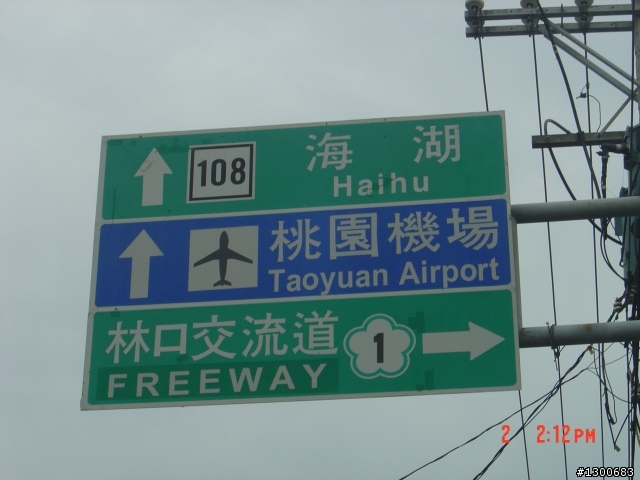 108 海湖
Haihu
桃園機場
Taoyuan Airport
林口交流道 1
FREEWAY
2 2:12PM
#1300683